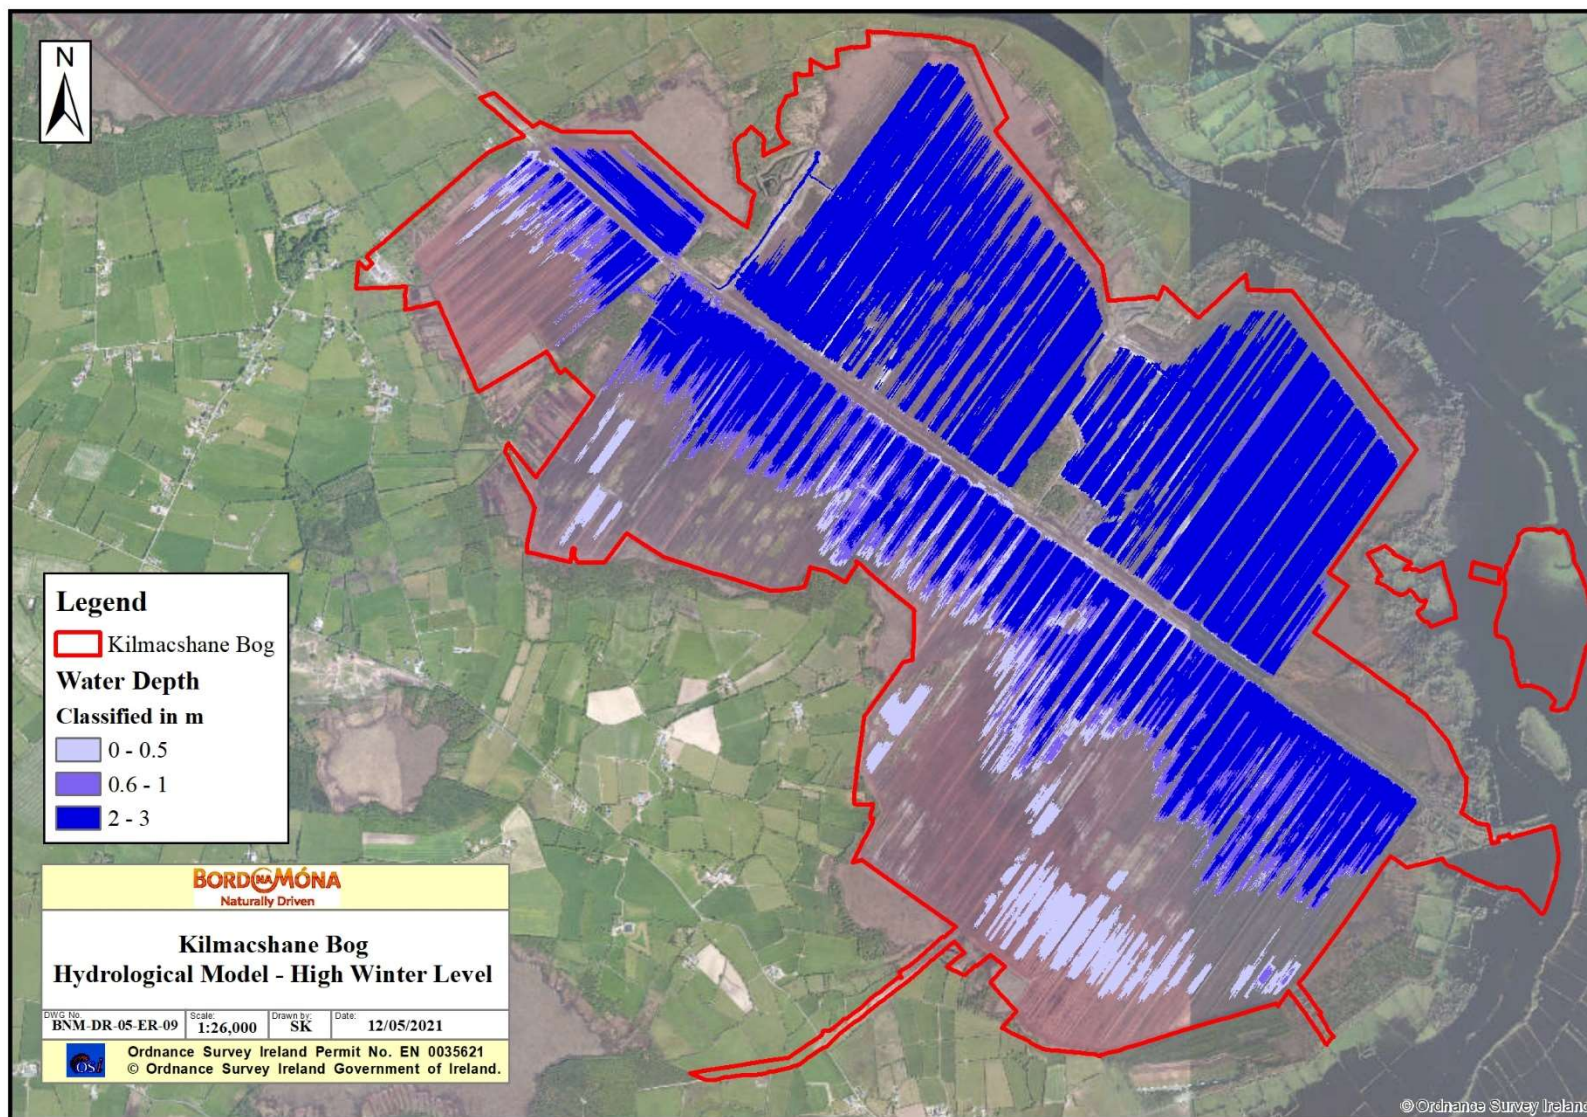 N
Legend
Kilmacshane Bog
Water Depth
Classified in m
0 - 0.5
0.6 - 1
2 - 3
BORD NA MÓNA
Naturally Driven
Kilmacshane Bog
Hydrological Model - High Winter Level
DWG No. BNM-DR-05-ER-09 Scale: 1:26,000 Drawn by: SK Date: 12/05/2021
OSi Ordnance Survey Ireland Permit No. EN 0035621
© Ordnance Survey Ireland Government of Ireland.
© Ordnance Survey Ireland